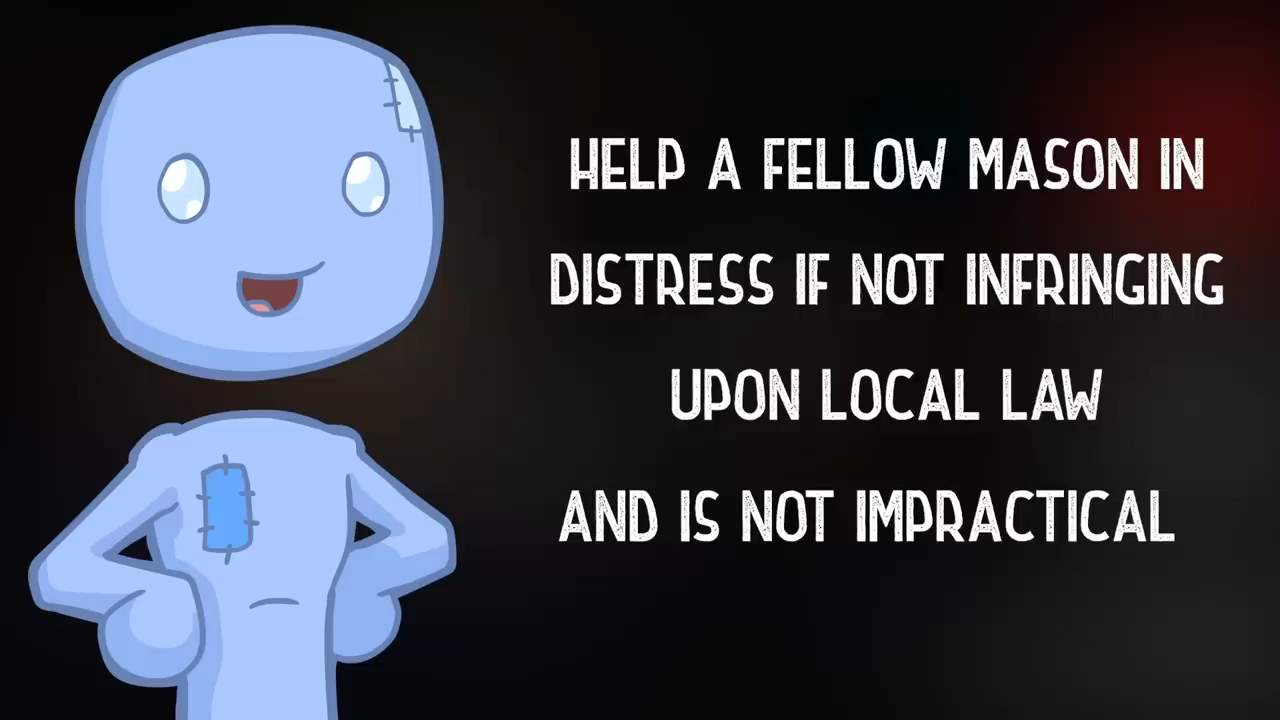 HELP A FELLOW MASON IN
DISTRESS IF NOT INFRINGING
UPON LOCAL LAW
AND IS NOT IMPRACTICAL